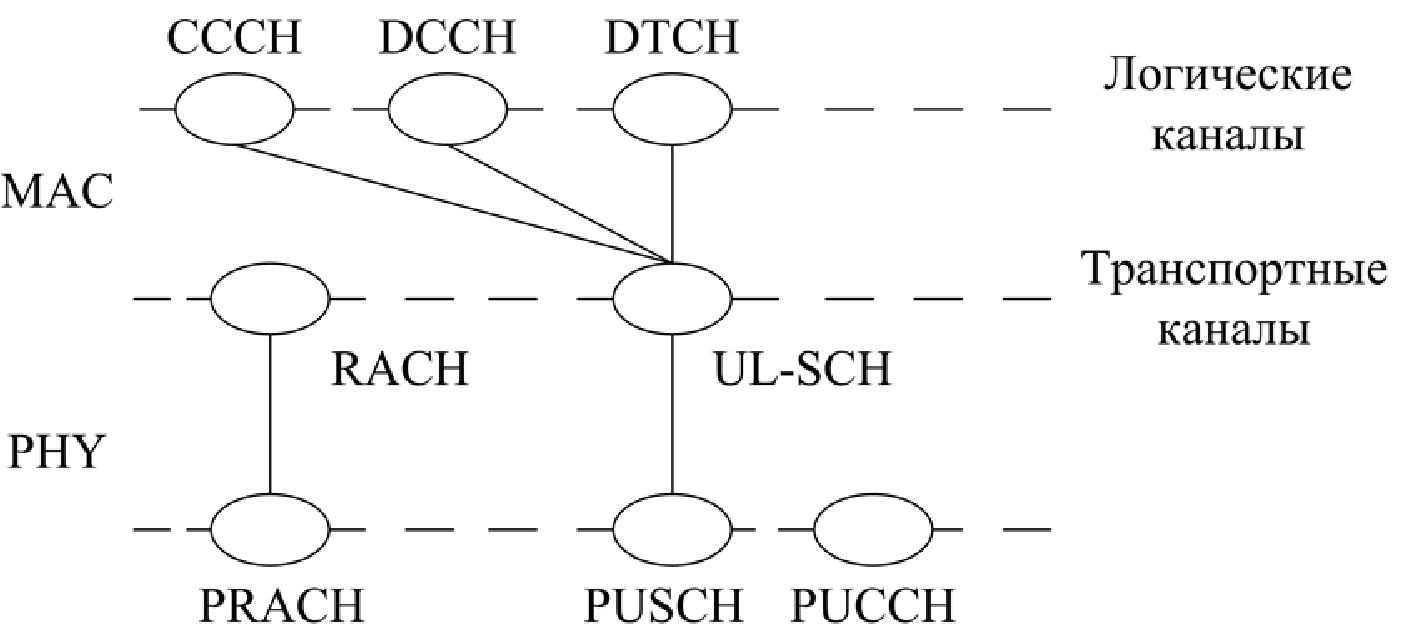 CCCH DCCH DTCH
Логические
каналы
MAC
Транспортные
каналы
RACH UL-SCH
PHY
PRACH PUSCH PUCCH